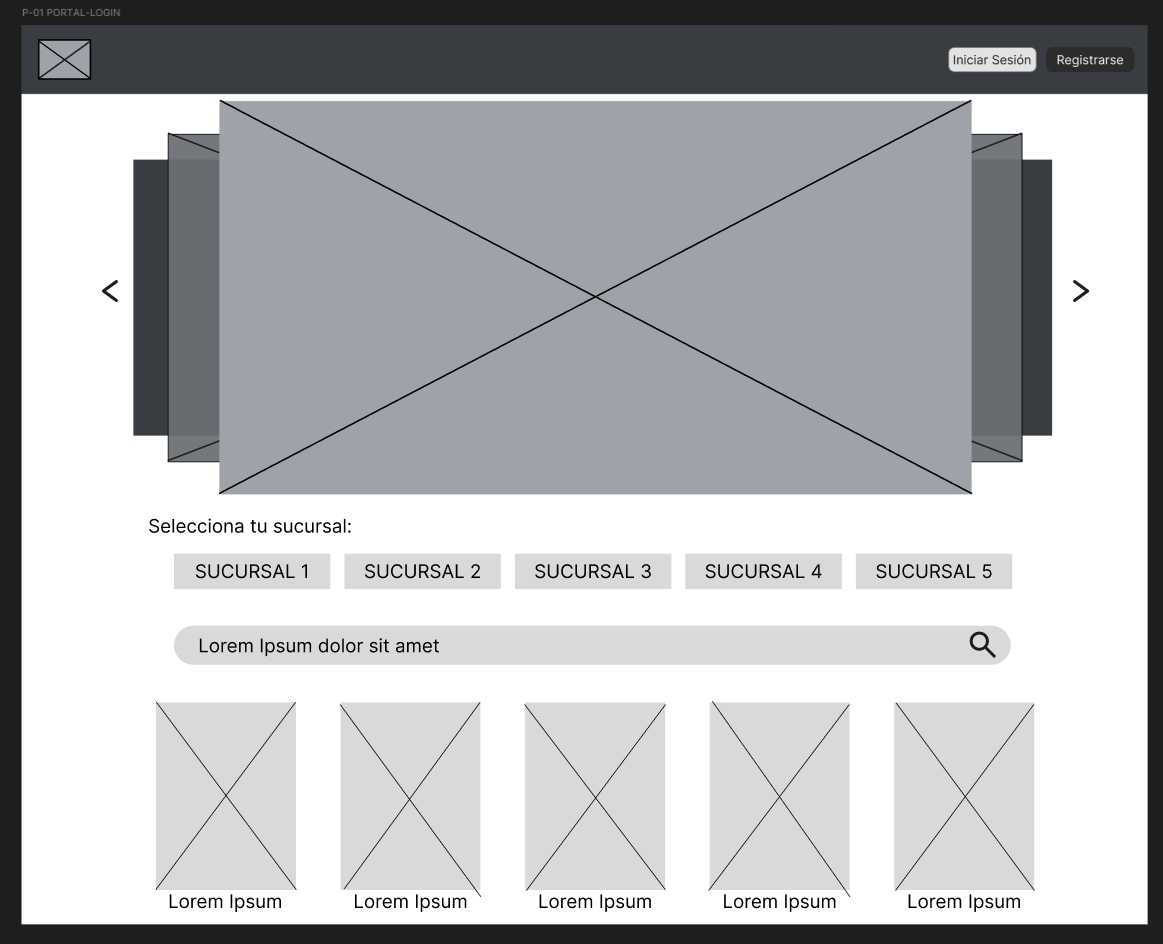 P-01 PORTAL-LOGIN
Iniciar Sesión
Registrarse
Selecciona tu sucursal:
SUCURSAL 1
SUCURSAL 2
SUCURSAL 3
SUCURSAL 4
SUCURSAL 5
Lorem Ipsum dolor sit amet
Lorem Ipsum
Lorem Ipsum
Lorem Ipsum
Lorem Ipsum
Lorem Ipsum